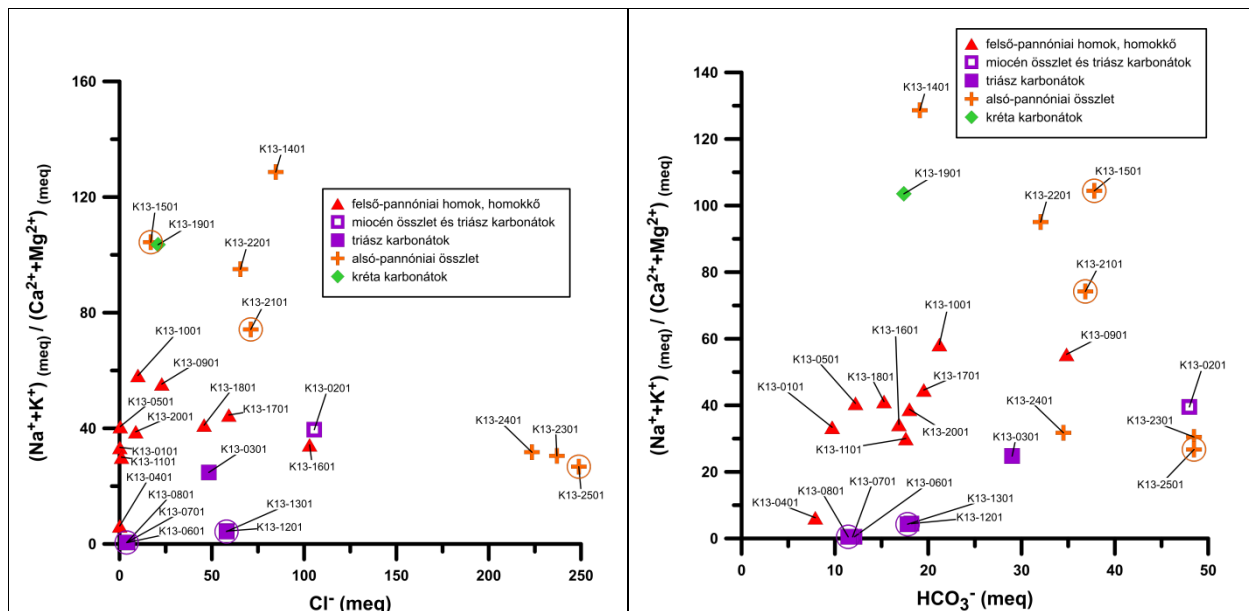 (Na⁺+K⁺) (meq) / (Ca²⁺+Mg²⁺) (meq)
160
120
80
40
0
0
50
100
150
200
250
Cl⁻ (meq)
K13-1401
K13-1501
K13-1901
K13-2201
K13-2101
K13-1001
K13-0901
K13-1801
K13-1701
K13-0201
K13-0501
K13-2001
K13-2401
K13-2301
K13-0101
K13-1101
K13-0301
K13-1601
K13-2501
K13-0401
K13-0801
K13-0701
K13-0601
K13-1301
K13-1201
felső-pannóniai homok, homokkő
miocén összlet és triász karbonátok
triász karbonátok
alsó-pannóniai összlet
kréta karbonátok
(Na⁺+K⁺) (meq) / (Ca²⁺+Mg²⁺) (meq)
140
120
100
80
60
40
20
0
0
10
20
30
40
50
HCO₃⁻ (meq)
felső-pannóniai homok, homokkő
miocén összlet és triász karbonátok
triász karbonátok
alsó-pannóniai összlet
kréta karbonátok
K13-1401
K13-1901
K13-1501
K13-2201
K13-2101
K13-1001
K13-1601
K13-0901
K13-0501
K13-1801
K13-1701
K13-0201
K13-0101
K13-2401
K13-2301
K13-2001
K13-0301
K13-1101
K13-2501
K13-0701
K13-0601
K13-0801
K13-1301
K13-0401
K13-1201